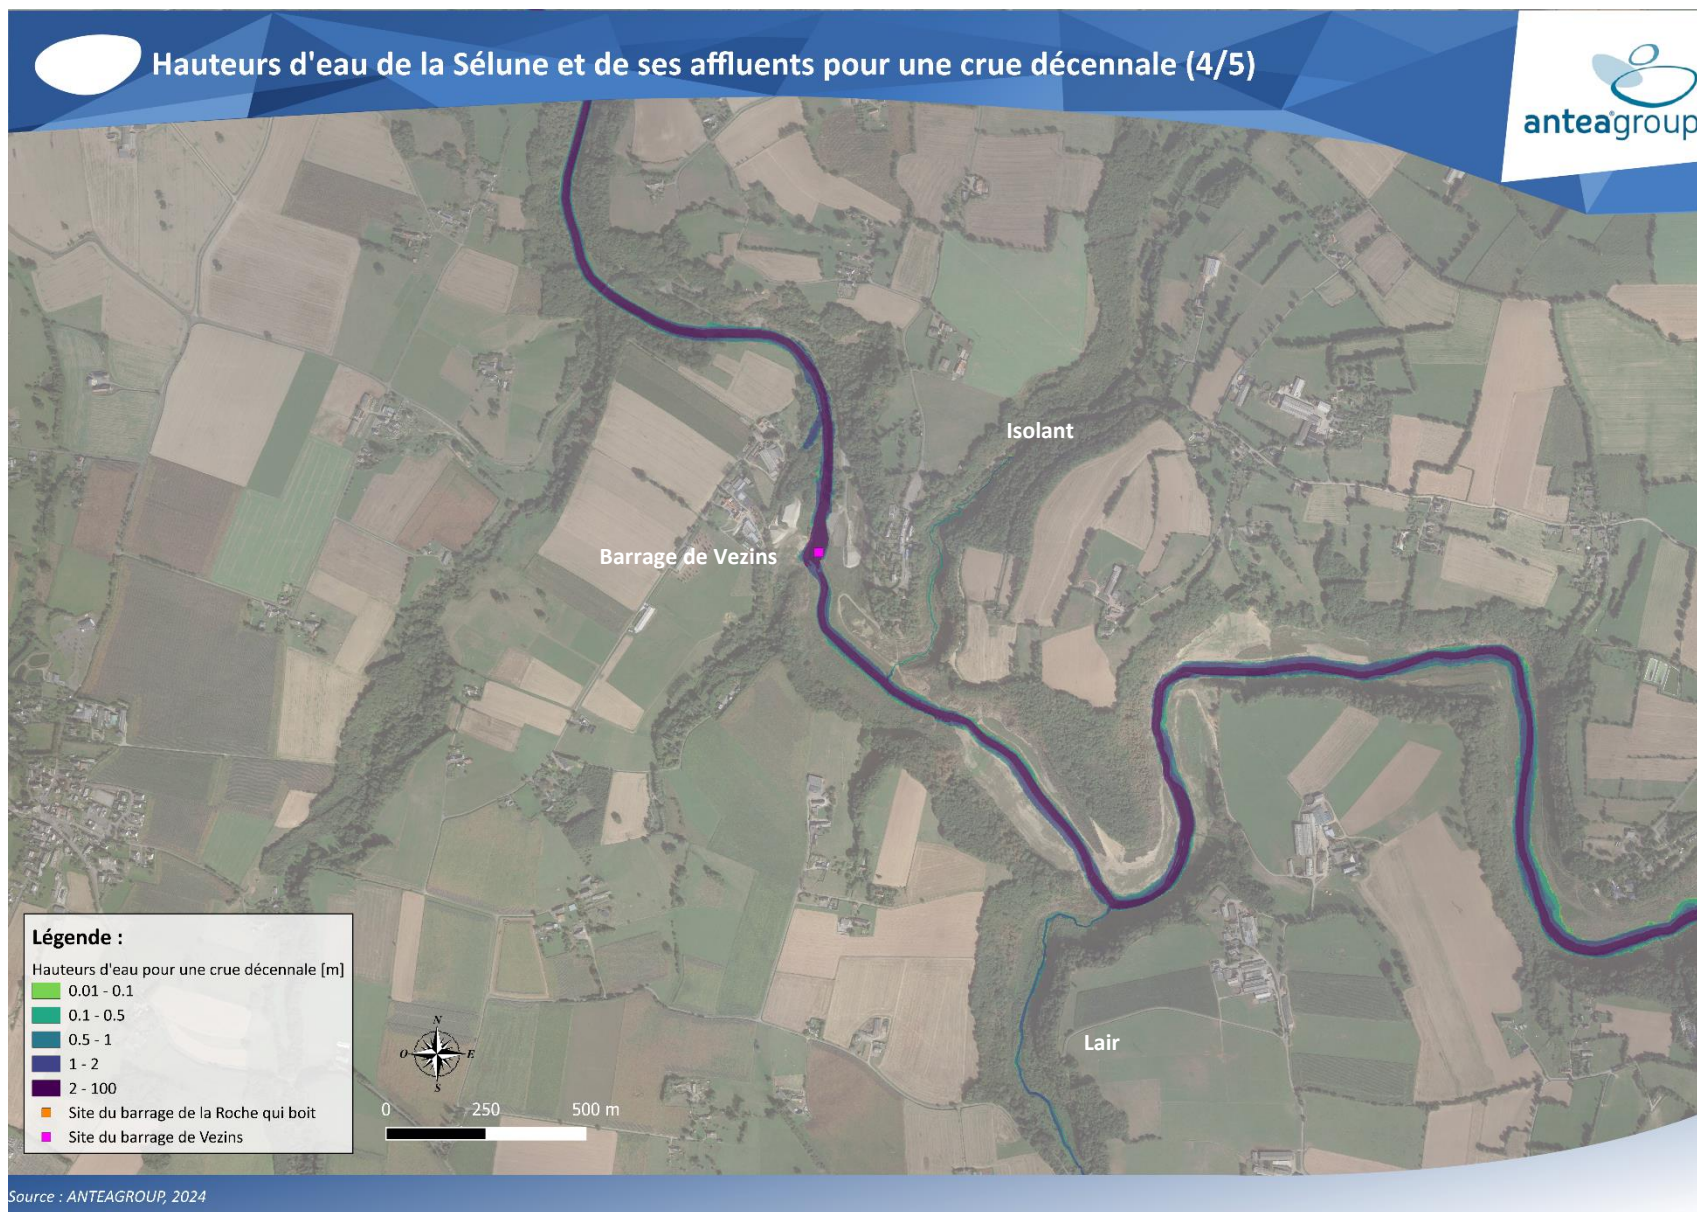 Hauteurs d'eau de la Sélune et de ses affluents pour une crue décennale (4/5)
anteagroup
Isolant
Barrage de Vezins
Lair
Légende :
Hauteurs d'eau pour une crue décennale [m]
0.01 - 0.1
0.1 - 0.5
0.5 - 1
1 - 2
2 - 100
Site du barrage de la Roche qui boit
Site du barrage de Vezins
N
O E
S
0 250 500 m
Source : ANTEAGROUP, 2024